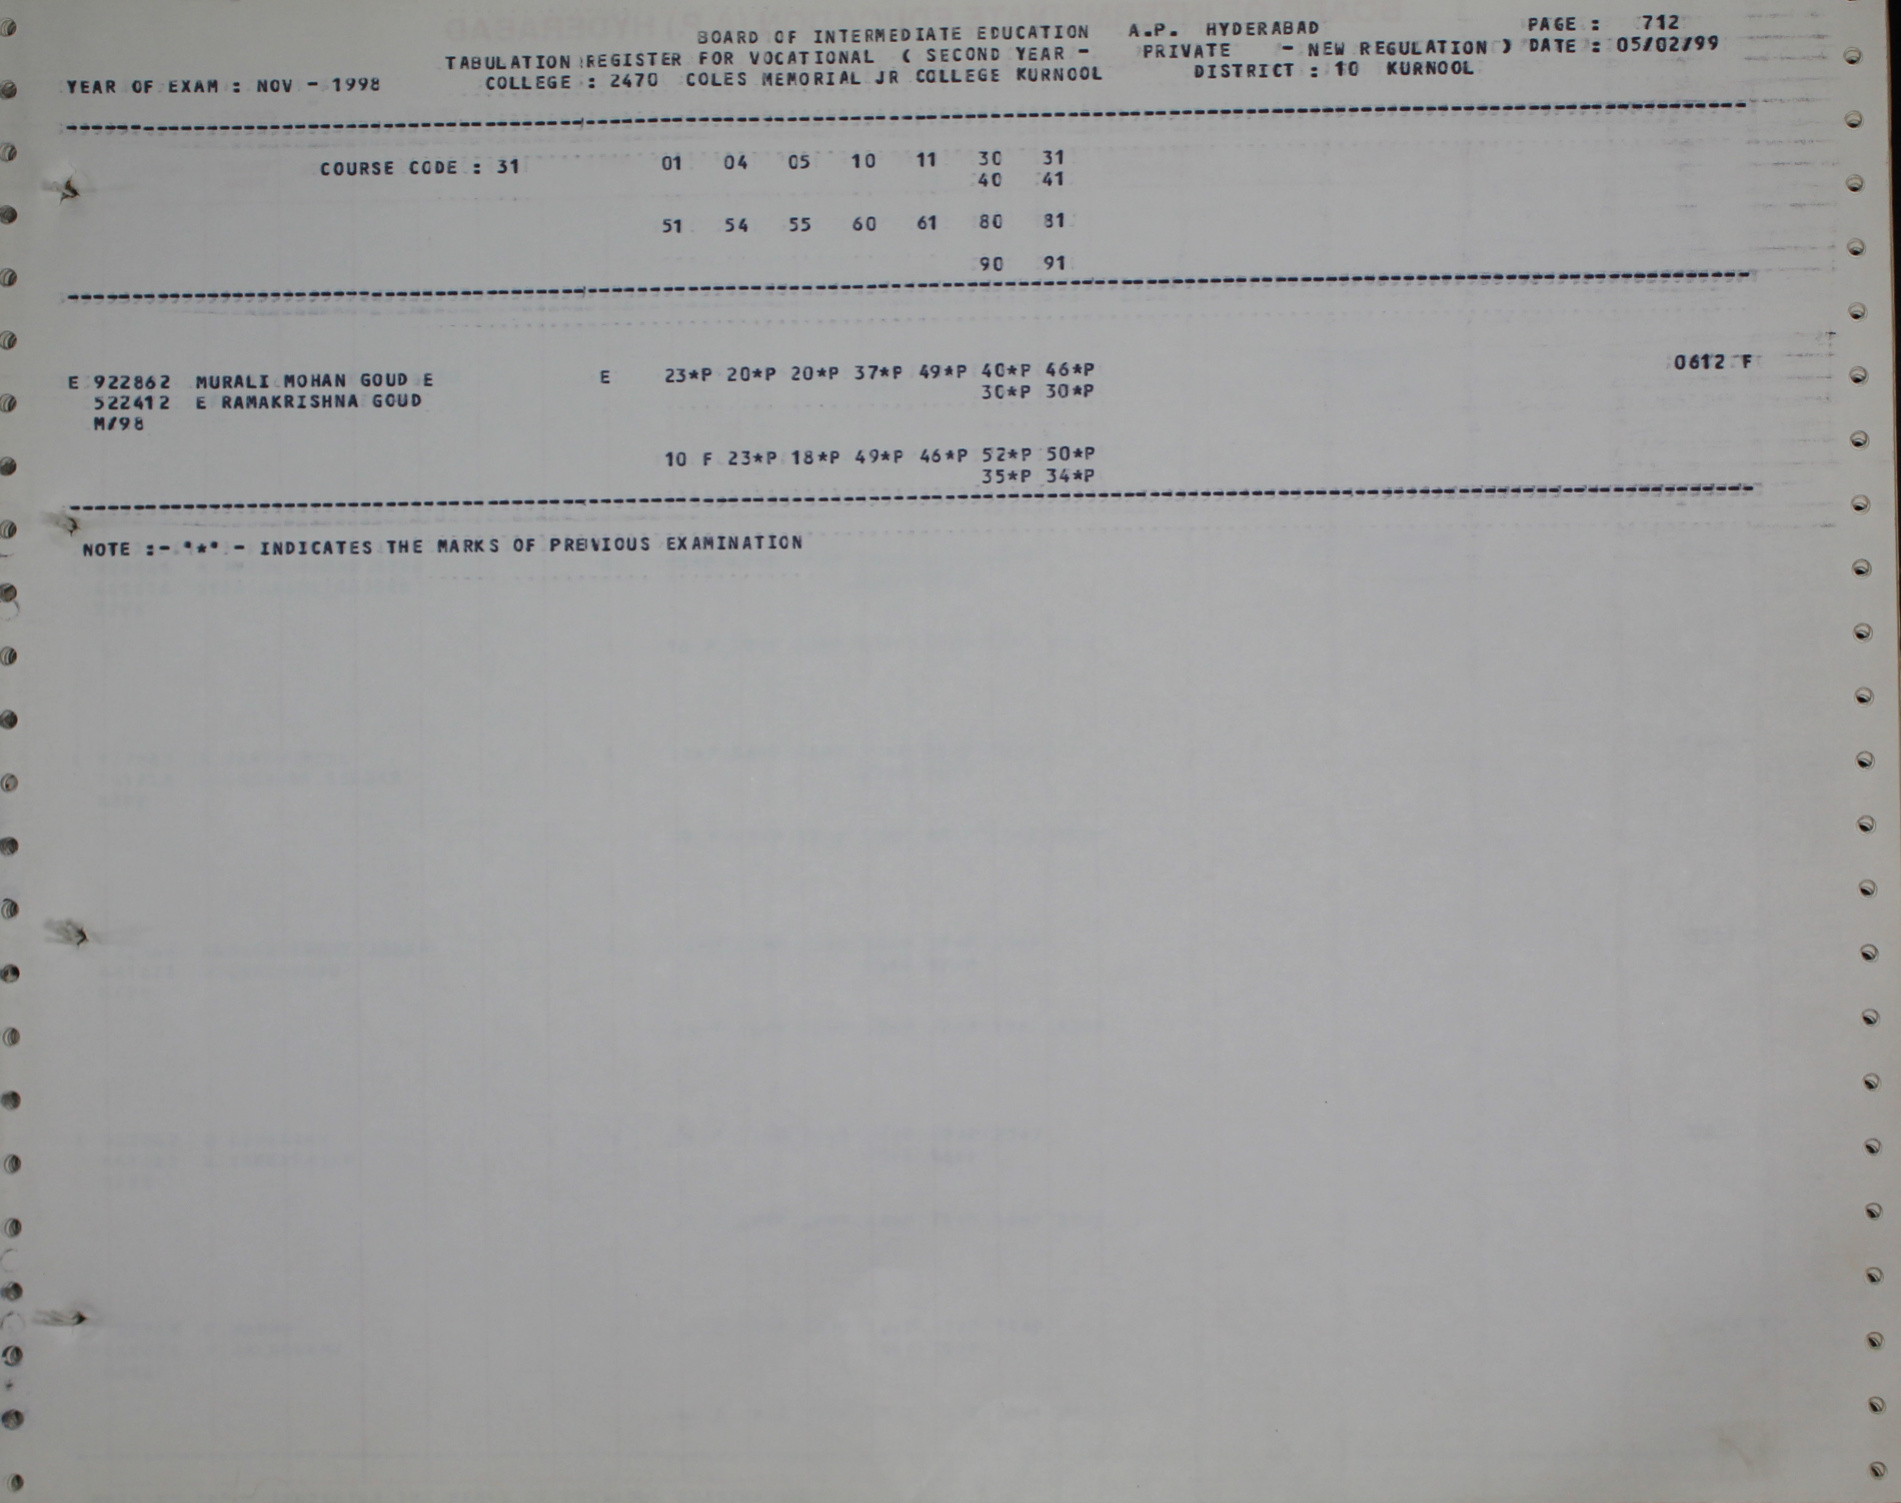 BOARD OF INTERMEDIATE EDUCATION A.P. HYDERABAD PAGE : 712
TABULATION REGISTER FOR VOCATIONAL ( SECOND YEAR - PRIVATE - NEW REGULATION ) DATE : 05/02/99
YEAR OF EXAM : NOV - 1998 COLLEGE : 2470 COLES MEMORIAL JR COLLEGE KURNOOL DISTRICT : 10 KURNOOL
COURSE CODE : 31 01 04 05 10 11 30 31
40 41
51 54 55 60 61 80 81
90 91
E 922862 MURALI MOHAN GOUD E E 23*P 20*P 20*P 37*P 49*P 40*P 46*P 0612 F
522412 E RAMAKRISHNA GOUD 30*P 30*P
M/98
10 F 23*P 18*P 49*P 46*P 52*P 50*P
35*P 34*P
NOTE :- "*" - INDICATES THE MARKS OF PREVIOUS EXAMINATION